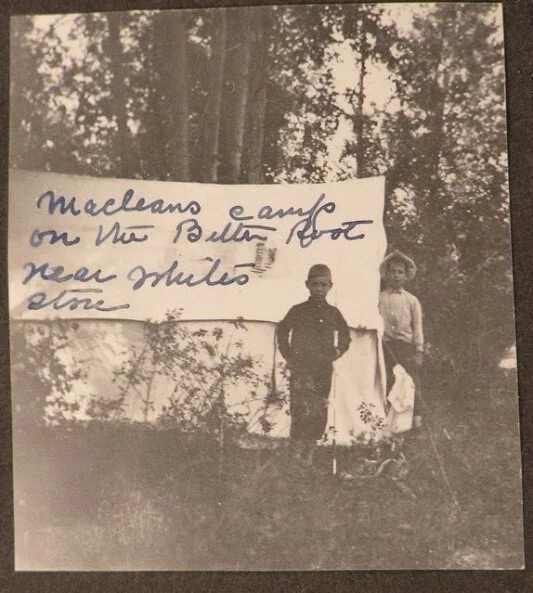 Macleans camp
on the Bitter Root
near Whites
store